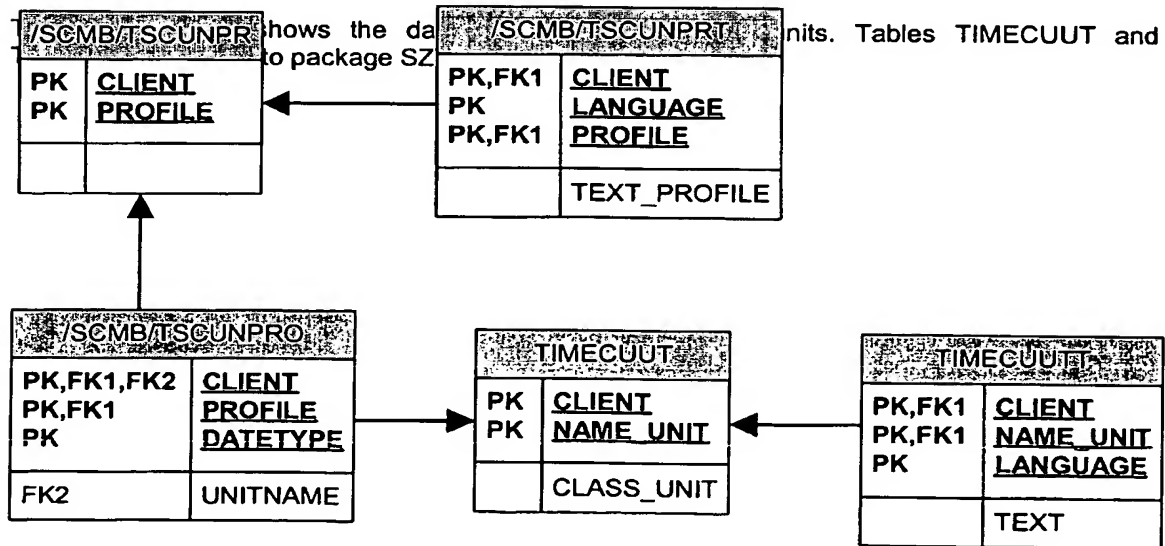 shows the da nits. Tables TIMECUUT and
to package SZ
/SCMB/TSCUNPR
PK CLIENT
PK PROFILE
/SCMB/TSCUNPRT
PK,FK1 CLIENT
PK LANGUAGE
PK,FK1 PROFILE
TEXT_PROFILE
/SCMB/TSCUNPRO
PK,FK1,FK2 CLIENT
PK,FK1 PROFILE
PK DATETYPE
FK2 UNITNAME
TIMECUUT
PK CLIENT
PK NAME_UNIT
CLASS_UNIT
TIMECUUTT
PK,FK1 CLIENT
PK,FK1 NAME_UNIT
PK LANGUAGE
TEXT